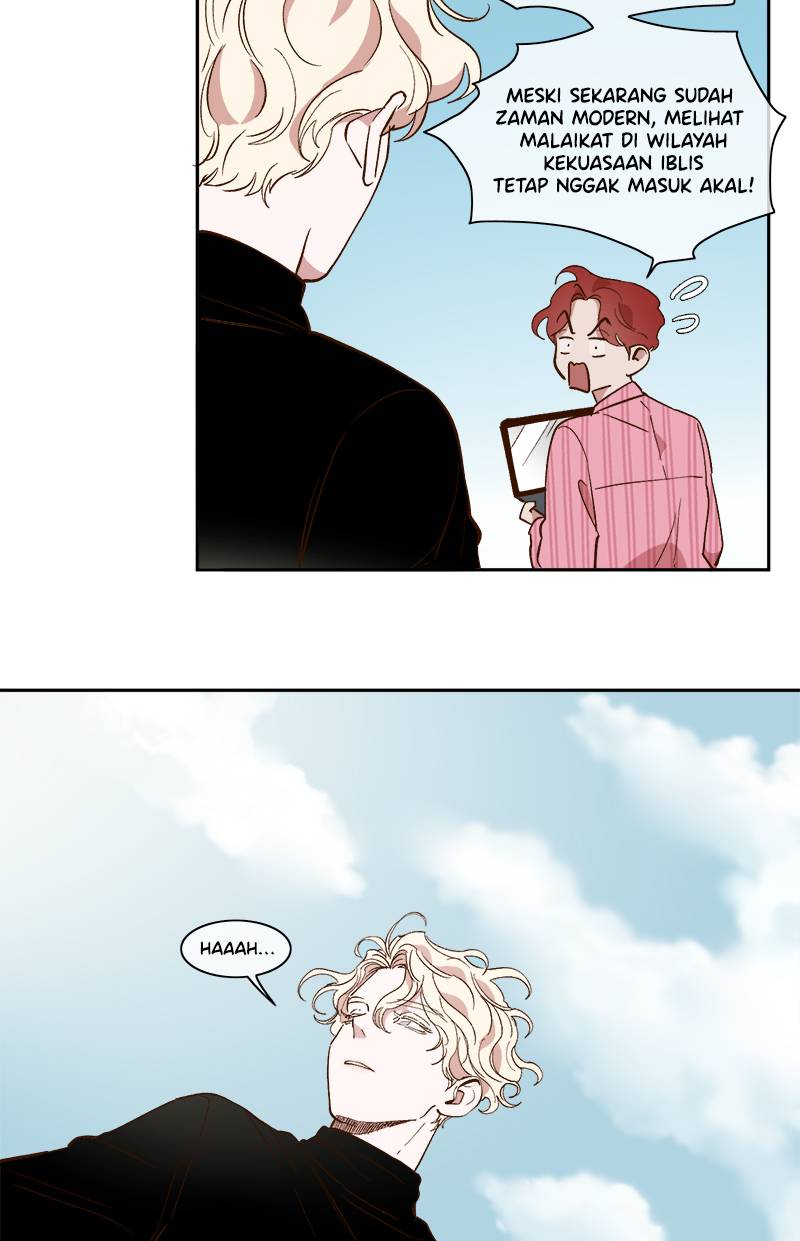 MESKI SEKARANG SUDAH
ZAMAN MODERN, MELIHAT
MALAIKAT DI WILAYAH
KEKUASAAN IBLIS
TETAP NGGAK MASUK AKAL!
HAAAH...